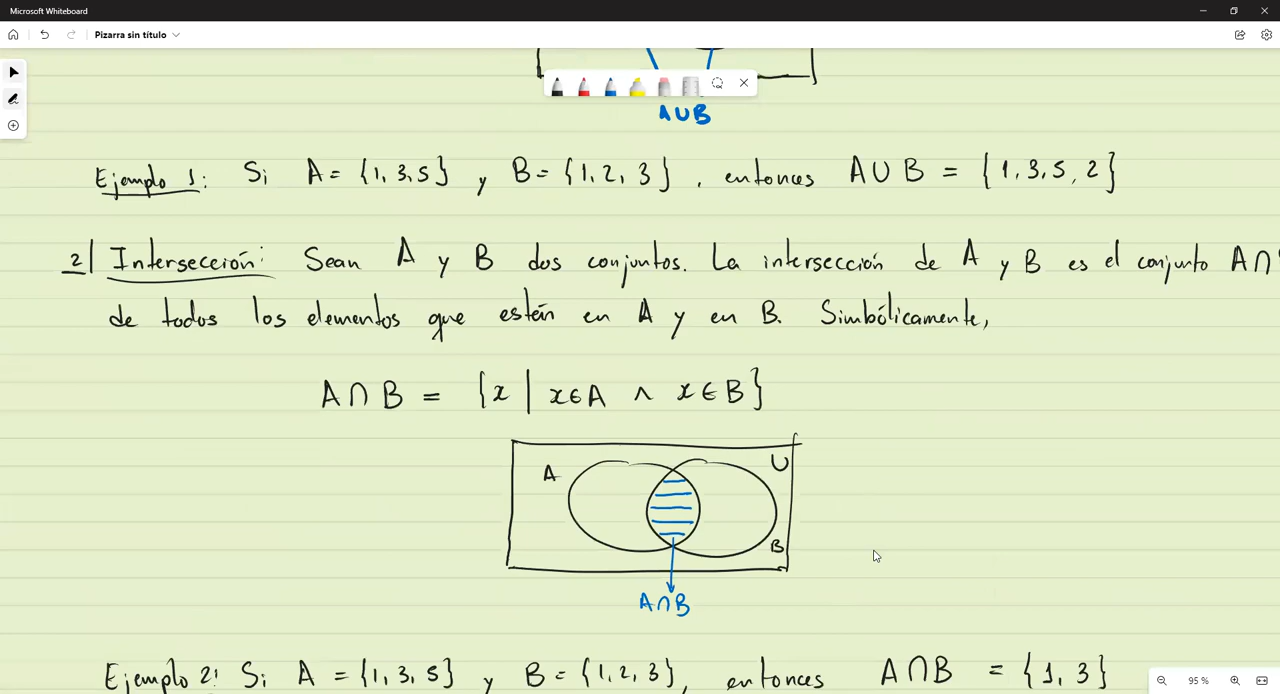 Microsoft Whiteboard
Pizarra sin título
A∪B
Ejemplo 1: Si A = {1, 3, 5} y B = {1, 2, 3}, entonces A ∪ B = {1, 3, 5, 2}
2| Intersección: Sean A y B dos conjuntos. La intersección de A y B es el conjunto A∩
de todos los elementos que están en A y en B. Simbólicamente,
A∩B = {x | x∈A ∧ x∈B}
A U
B
A∩B
Ejemplo 2: Si A = {1, 3, 5} y B = {1, 2, 3}, entonces A∩B = {1, 3}
95 %